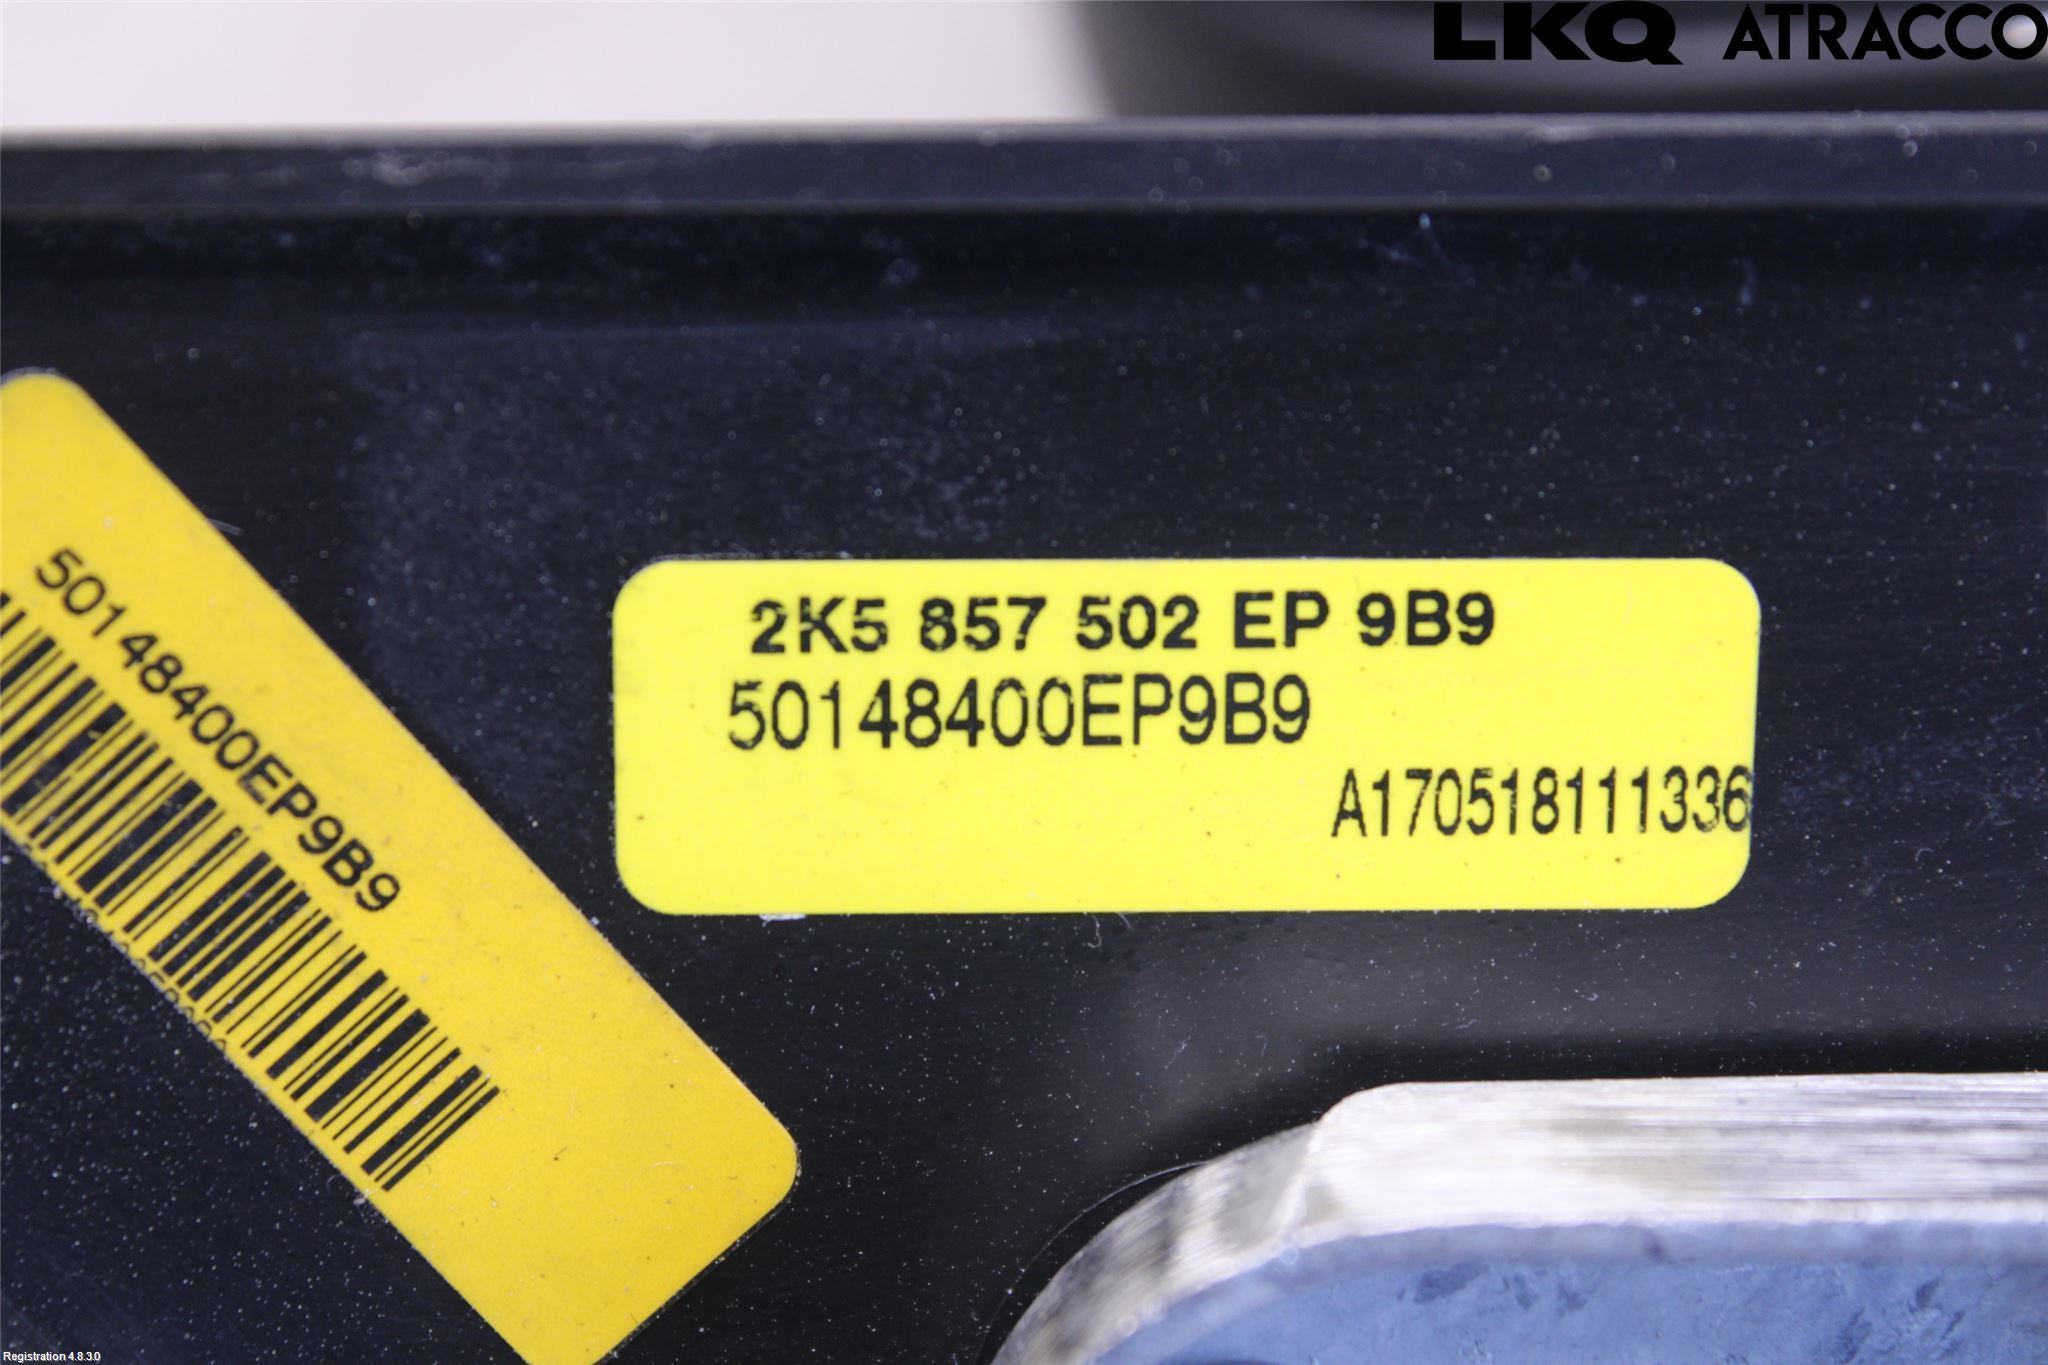 LKQ ATRACCO
2K5 857 502 EP 9B9
50148400EP9B9
A170518111336
50148400EP9B9
Registration 4.8.3.0